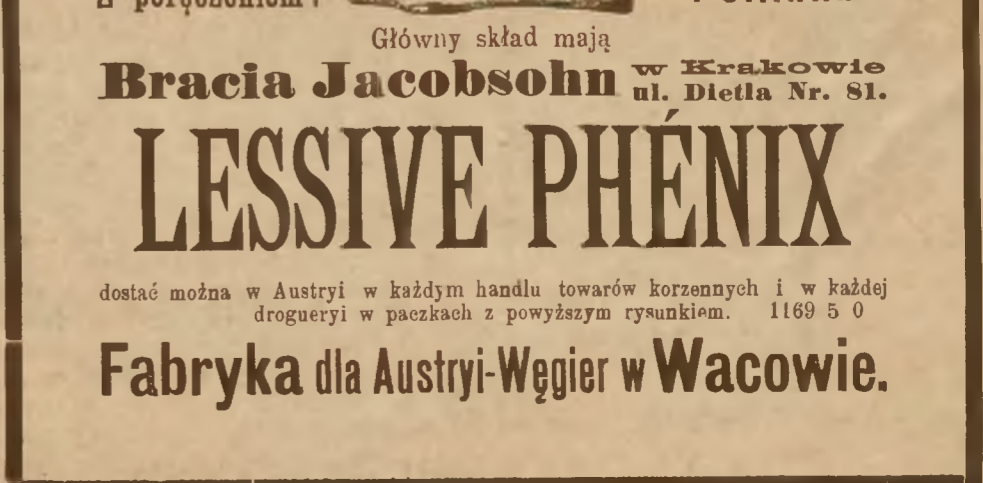 Główny skład mają
Bracia Jacobsohn w Krakowie
ul. Dietla Nr. 81.
LESSIVE PHÉNIX
dostać można w Austryi w każdym handlu towarów korzennych i w każdej
drogueryi w paczkach z powyższym rysunkiem. 1169 5 0
Fabryka dla Austryi-Węgier w Wacowie.